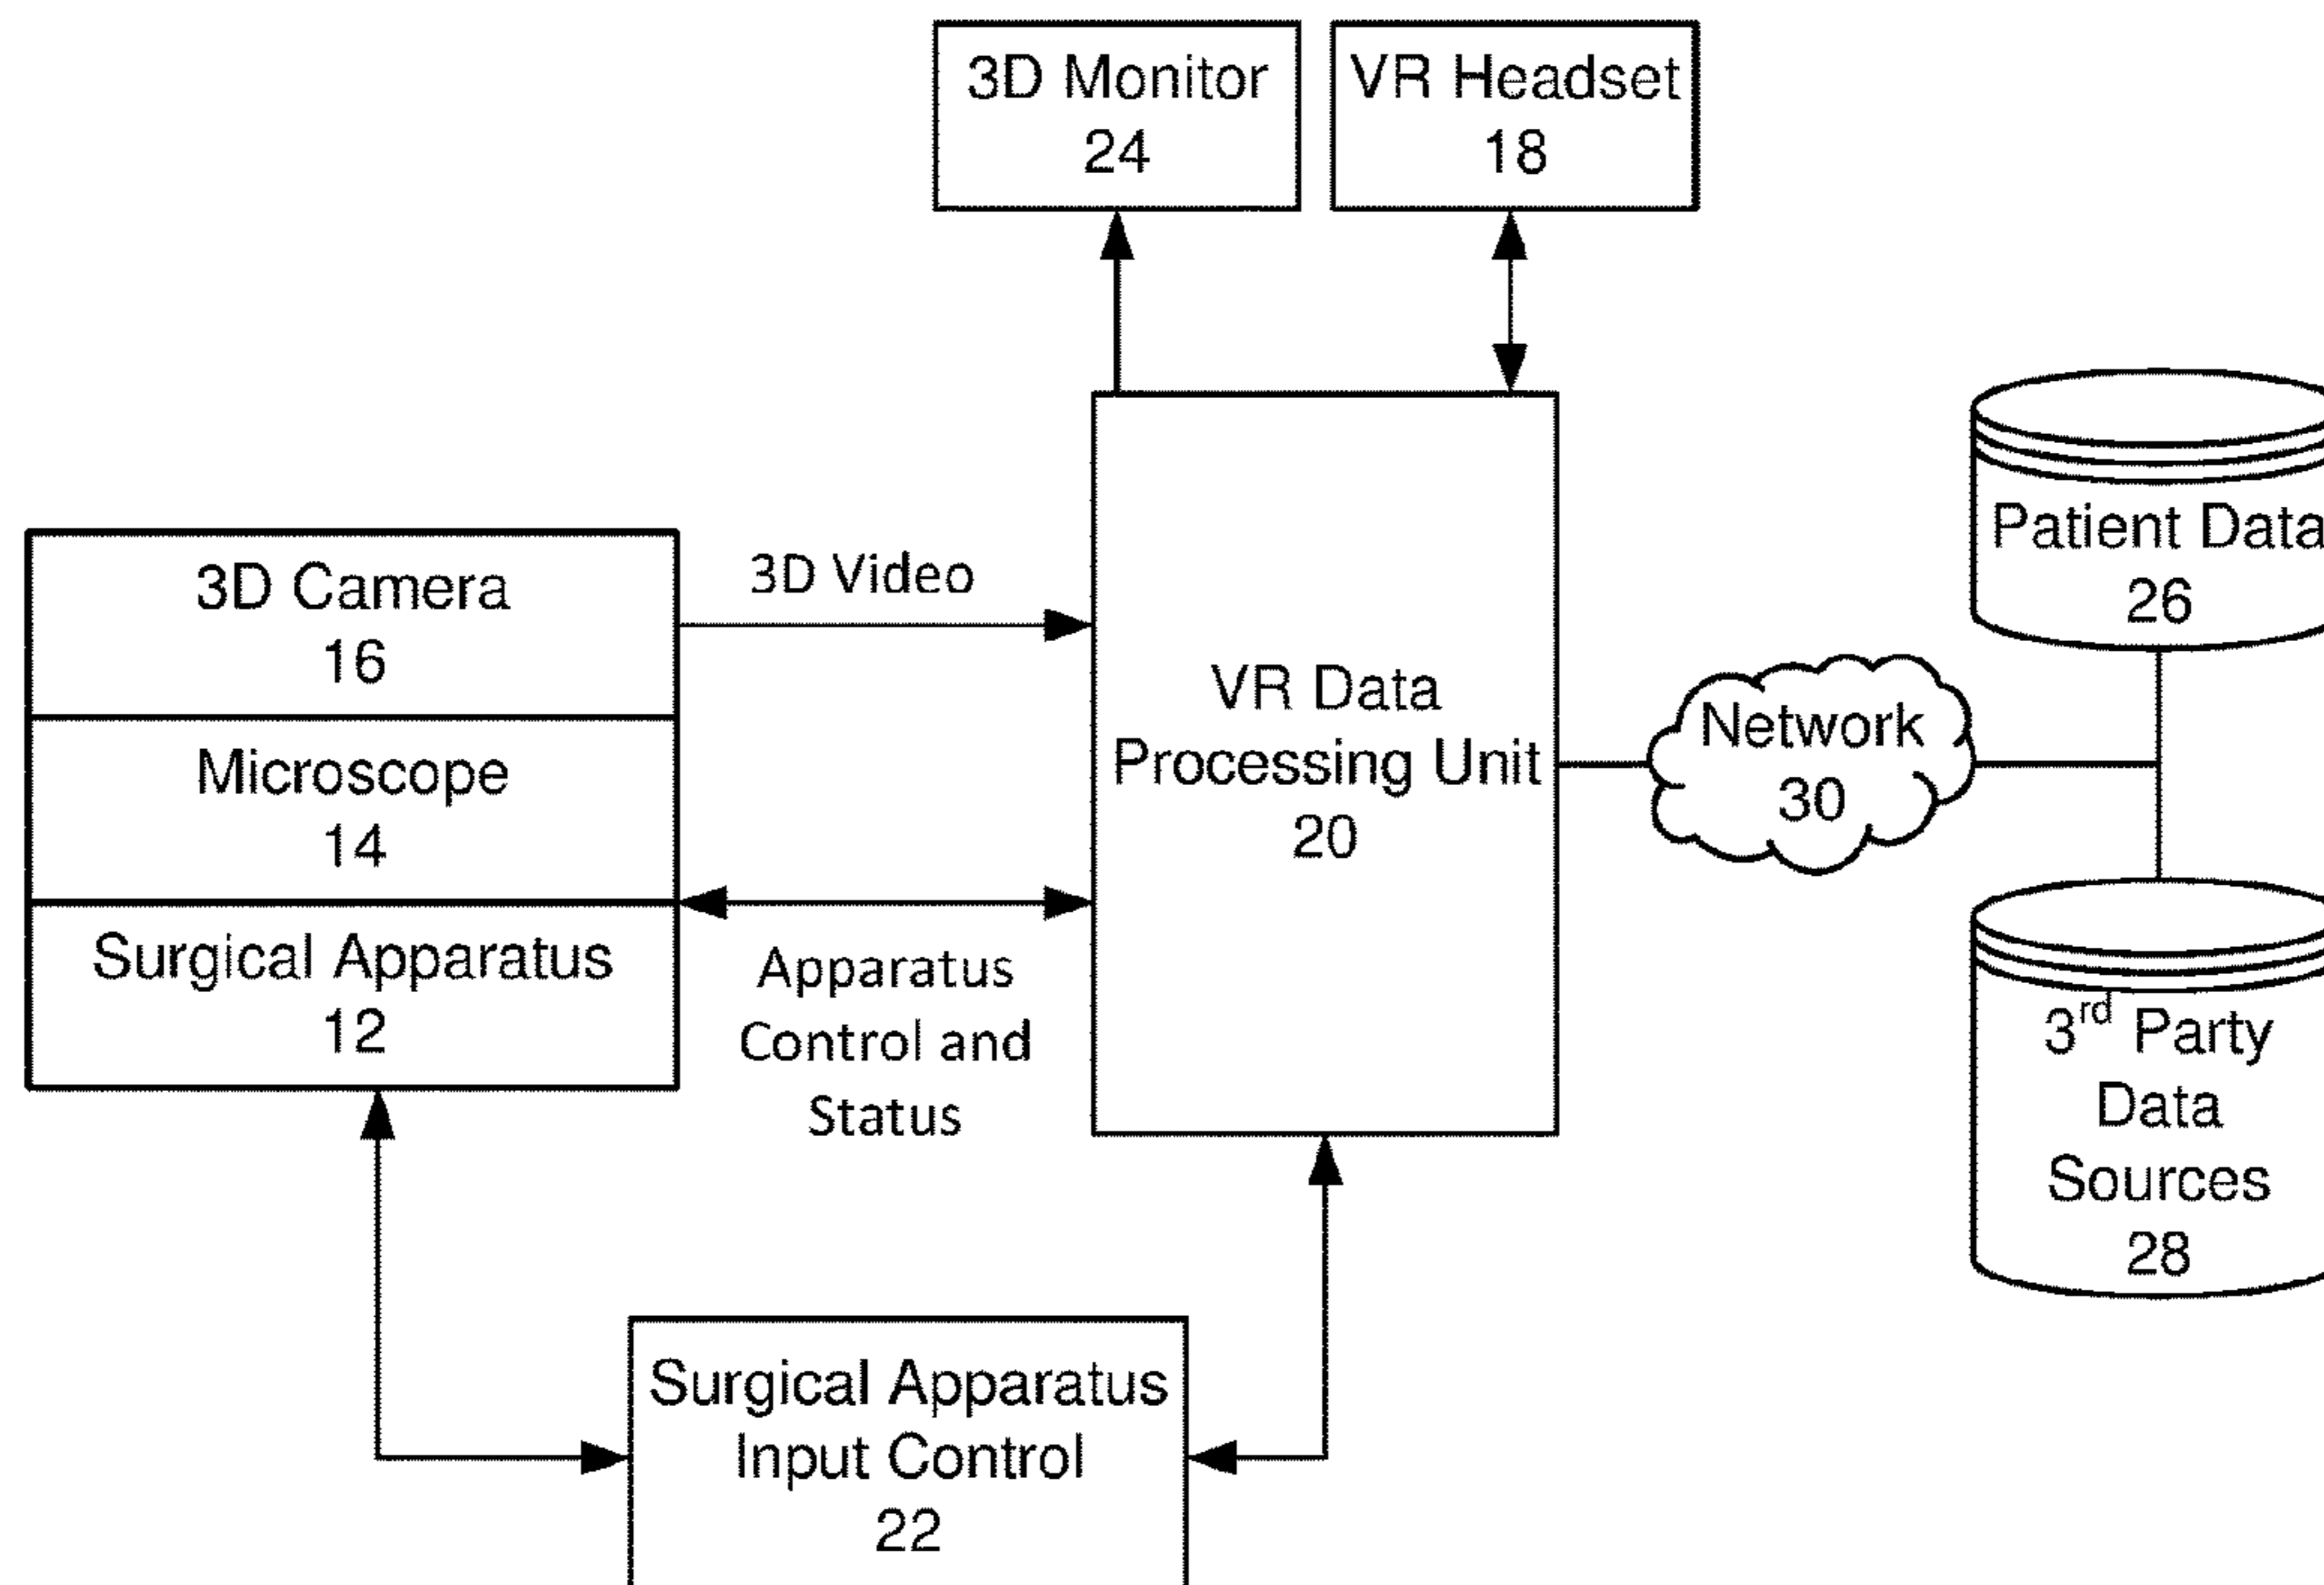 3D Monitor
24
VR Headset
18
3D Camera
16
Microscope
14
Surgical Apparatus
12
3D Video
Apparatus
Control and
Status
VR Data
Processing Unit
20
Network
30
Patient Data
26
3rd Party
Data
Sources
28
Surgical Apparatus
Input Control
22